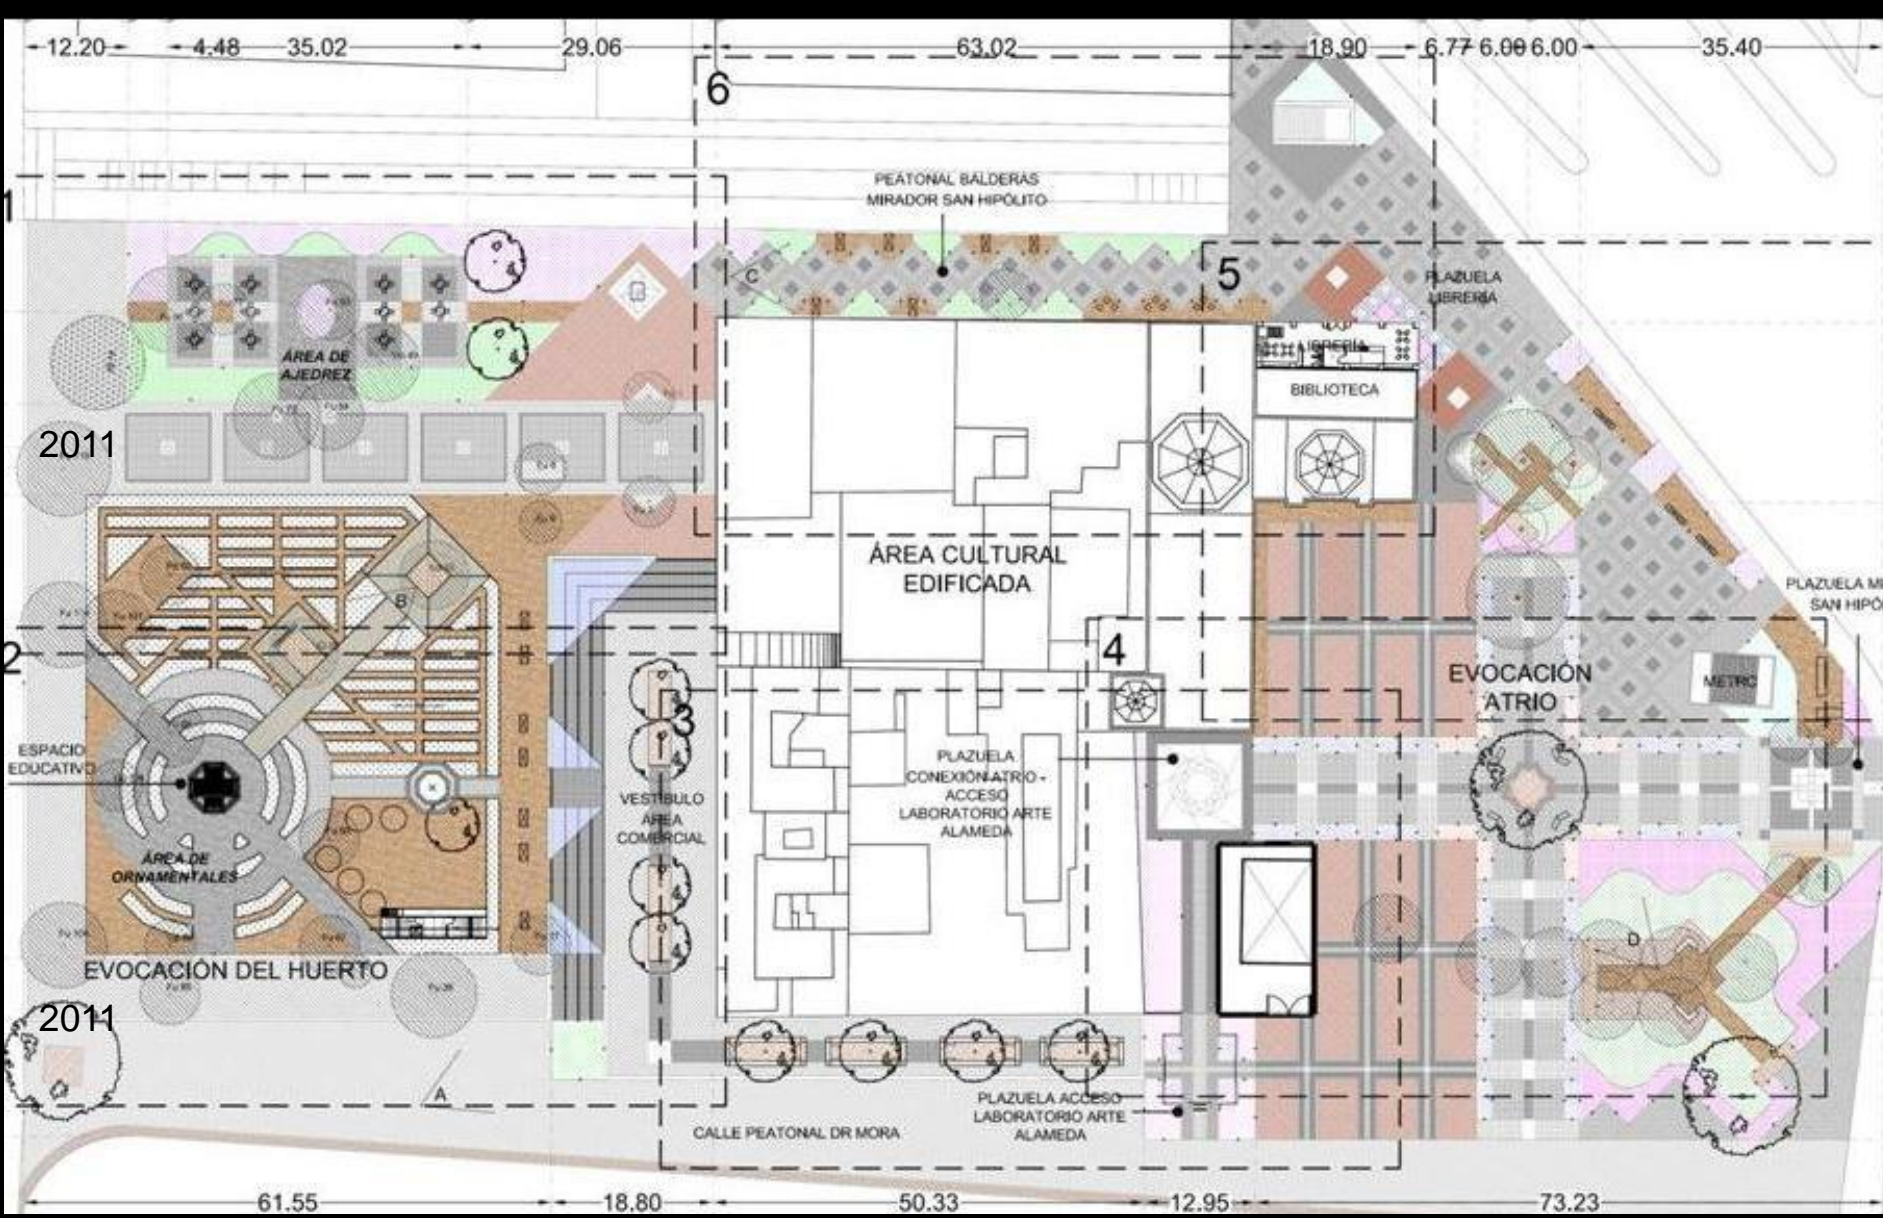 12.20
4.48
35.02
29.06
63.02
18.90
6.77
6.00
6.00
35.40
6
1
PEATONAL BALDERAS
MIRADOR SAN HIPÓLITO
C
5
PLAZUELA
LIBRERÍA
ÁREA DE
AJEDREZ
LIBRERÍA
BIBLIOTECA
2011
ÁREA CULTURAL
EDIFICADA
B
PLAZUELA
SAN HIPÓ
2
4
EVOCACIÓN
ATRIO
METRO
3
ESPACIO
EDUCATIVO
PLAZUELA
CONEXIÓN ATRIO -
ACCESO
LABORATORIO ARTE
ALAMEDA
VESTIBULO
AREA
COMERCIAL
ÁREA DE
ORNAMENTALES
D
EVOCACIÓN DEL HUERTO
2011
A
PLAZUELA ACCESO
LABORATORIO ARTE
ALAMEDA
CALLE PEATONAL DR MORA
61.55
18.80
50.33
12.95
73.23